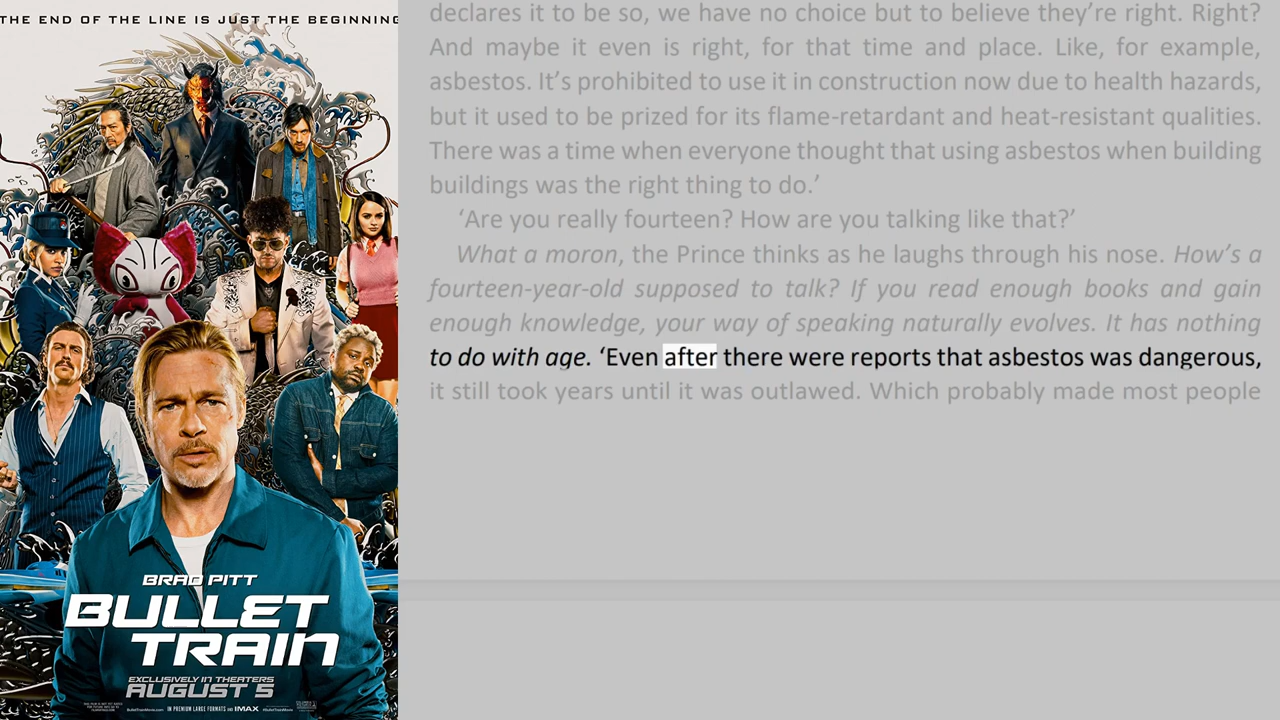 THE END OF THE LINE IS JUST THE BEGINNING
BRAD PITT
BULLET
TRAIN
EXCLUSIVELY IN THEATERS
AUGUST 5
BulletTrainMovie.com
IN PREMIUM LARGE FORMATS AND IMAX
#BulletTrainMovie
declares it to be so, we have no choice but to believe they’re right. Right?
And maybe it even is right, for that time and place. Like, for example,
asbestos. It’s prohibited to use it in construction now due to health hazards,
but it used to be prized for its flame-retardant and heat-resistant qualities.
There was a time when everyone thought that using asbestos when building
buildings was the right thing to do.’
‘Are you really fourteen? How are you talking like that?’
What a moron, the Prince thinks as he laughs through his nose. How’s a
fourteen-year-old supposed to talk? If you read enough books and gain
enough knowledge, your way of speaking naturally evolves. It has nothing
to do with age. ‘Even after there were reports that asbestos was dangerous,
it still took years until it was outlawed. Which probably made most people